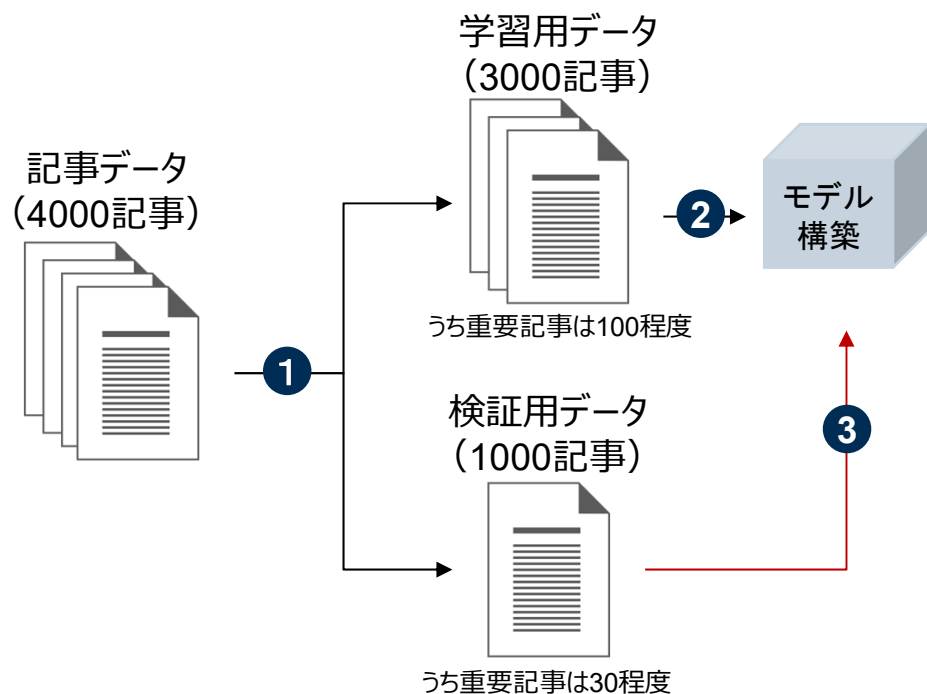 記事データ
（4000記事）
1
学習用データ
（3000記事）
うち重要記事は100程度
2
モデル
構築
検証用データ
（1000記事）
うち重要記事は30程度
3